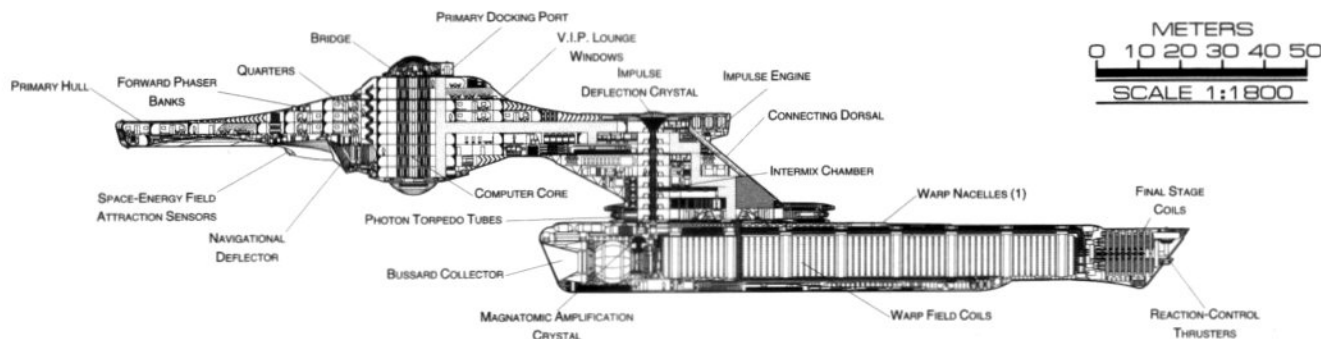 PRIMARY DOCKING PORT
BRIDGE
V.I.P. LOUNGE
WINDOWS
QUARTERS
IMPULSE
DEFLECTION CRYSTAL
IMPULSE ENGINE
FORWARD PHASER
BANKS
PRIMARY HULL
CONNECTING DORSAL
METERS
0 10 20 30 40 50
SCALE 1:1800
INTERMIX CHAMBER
SPACE-ENERGY FIELD
ATTRACTION SENSORS
COMPUTER CORE
WARP NACELLES (1)
FINAL STAGE
COILS
PHOTON TORPEDO TUBES
NAVIGATIONAL
DEFLECTOR
BUSSARD COLLECTOR
MAGNATOMIC AMPLIFICATION
CRYSTAL
WARP FIELD COILS
REACTION-CONTROL
THRUSTERS